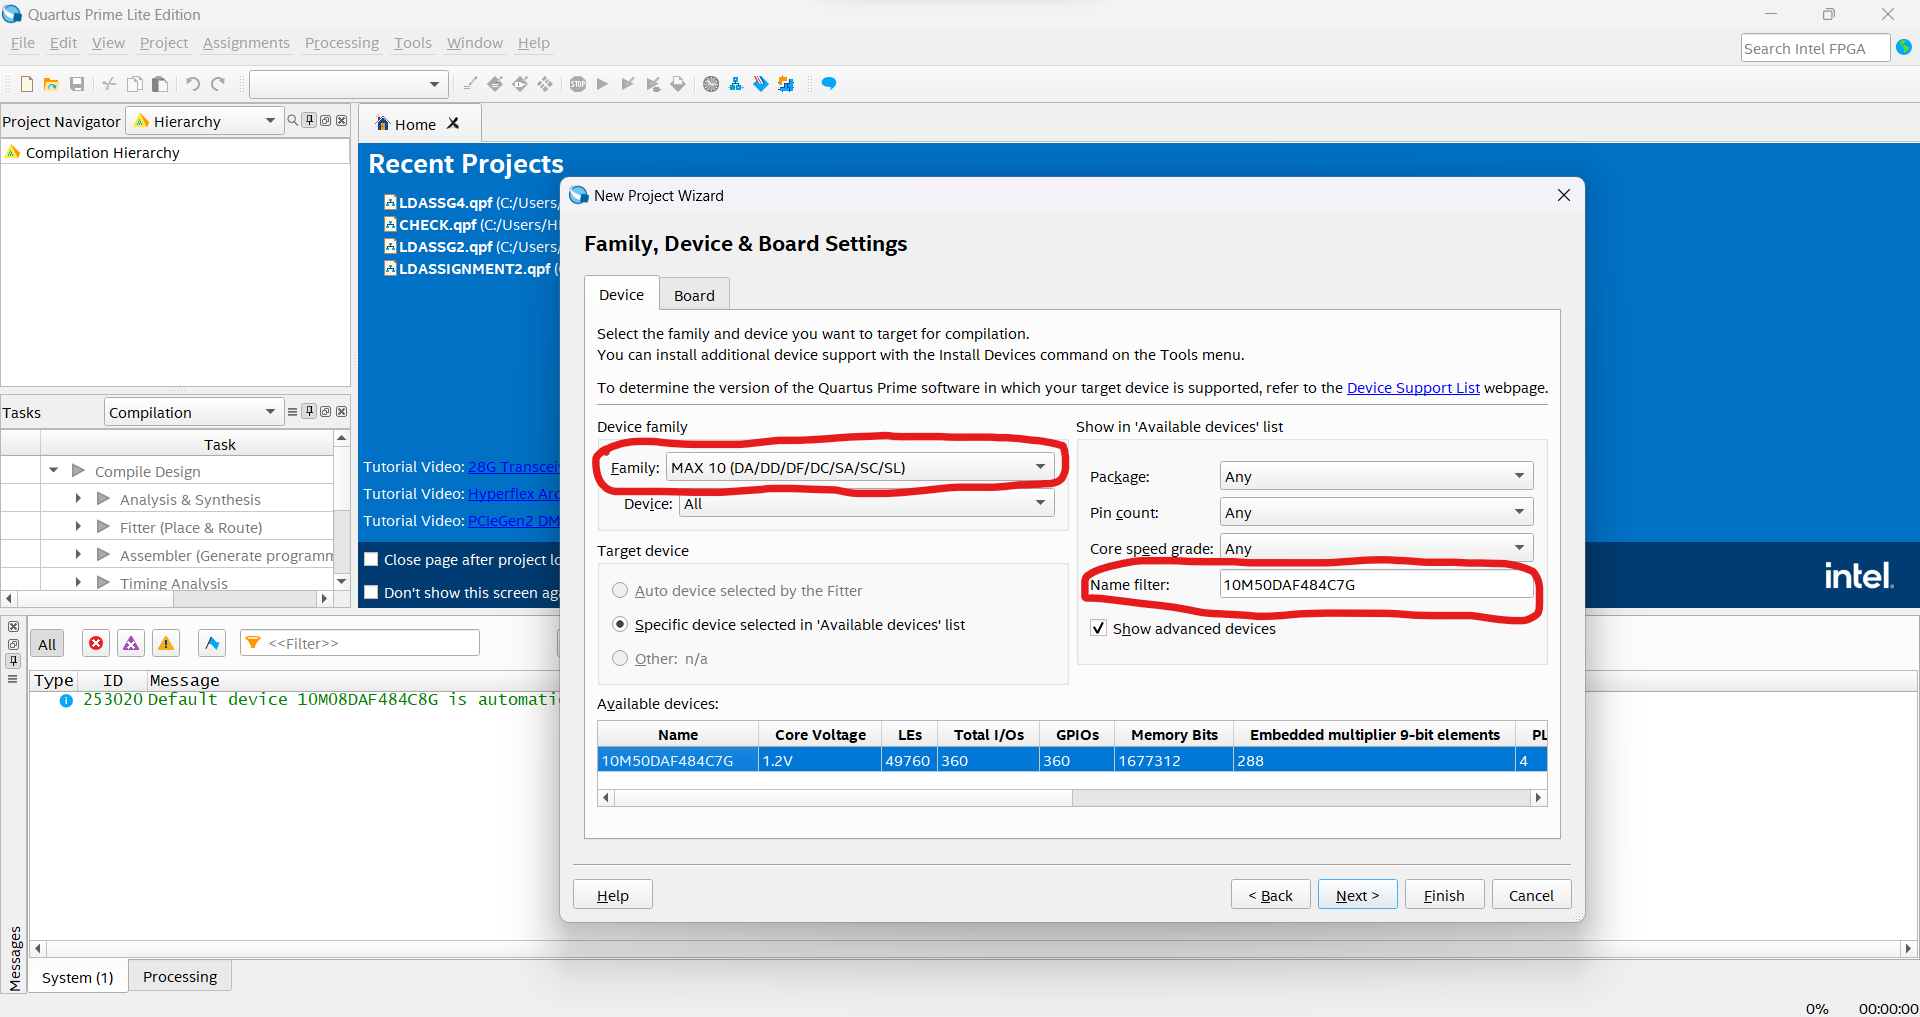 Quartus Prime Lite Edition
File Edit View Project Assignments Processing Tools Window Help
Search Intel FPGA
STOP
Project Navigator Hierarchy
Home
Compilation Hierarchy
Recent Projects
LDASSG4.qpf (C:/Users/
CHECK.qpf (C:/Users/H
LDASSG2.qpf (C:/Users/
LDASSIGNMENT2.qpf (
Tasks Compilation
Task
Compile Design
Analysis & Synthesis
Fitter (Place & Route)
Assembler (Generate programm
Timing Analysis
Tutorial Video: 28G Transcei
Tutorial Video: Hyperflex Arc
Tutorial Video: PCIeGen2 DM
Close page after project lo
Don't show this screen aga
intel.
New Project Wizard
Family, Device & Board Settings
Device Board
Select the family and device you want to target for compilation.
You can install additional device support with the Install Devices command on the Tools menu.
To determine the version of the Quartus Prime software in which your target device is supported, refer to the Device Support List webpage.
Device family
Family: MAX 10 (DA/DD/DF/DC/SA/SC/SL)
Device: All
Target device
Auto device selected by the Fitter
Specific device selected in 'Available devices' list
Other: n/a
Show in 'Available devices' list
Package: Any
Pin count: Any
Core speed grade: Any
Name filter: 10M50DAF484C7G
Show advanced devices
Available devices:
Name Core Voltage LEs Total I/Os GPIOs Memory Bits Embedded multiplier 9-bit elements PL
10M50DAF484C7G 1.2V 49760 360 360 1677312 288 4
Help < Back Next > Finish Cancel
All <<Filter>>
Type ID Message
253020 Default device 10M08DAF484C8G is automati
Messages
System (1) Processing
0% 00:00:00